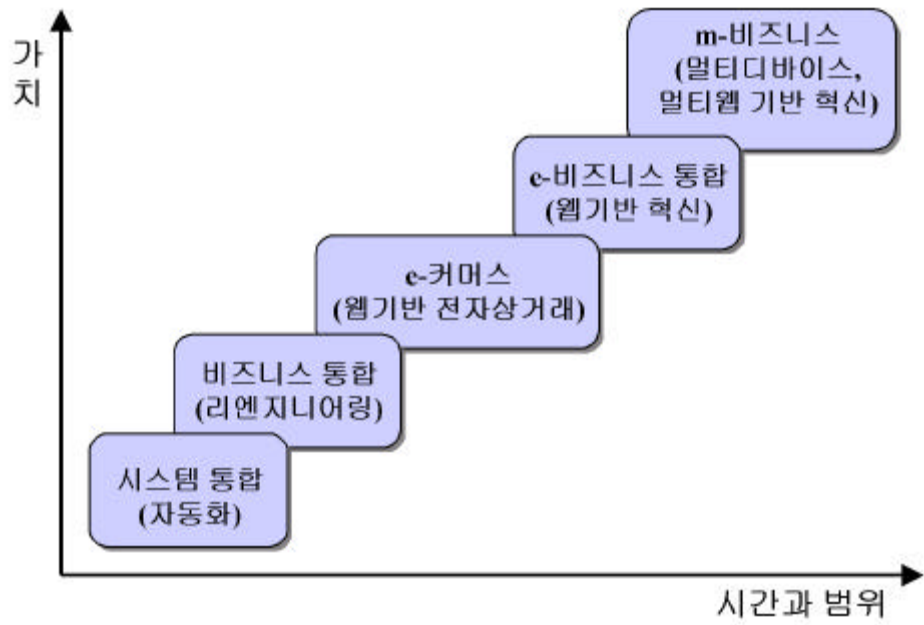 가
치
m-비즈니스
(멀티디바이스,
멀티웹 기반 혁신)
e-비즈니스 통합
(웹기반 혁신)
e-커머스
(웹기반 전자상거래)
비즈니스 통합
(리엔지니어링)
시스템 통합
(자동화)
시간과 범위